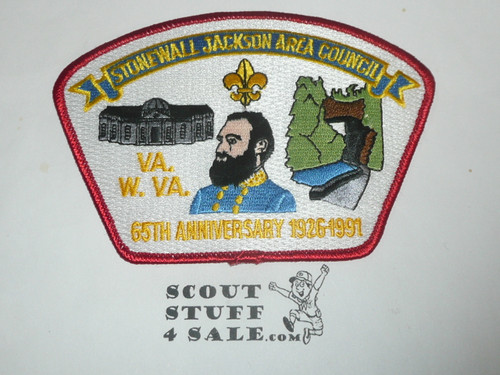 STONEWALL JACKSON AREA COUNCIL
VA.
W. VA.
65TH ANNIVERSARY 1926-1991
SCOUT
STUFF
4 SALE.com